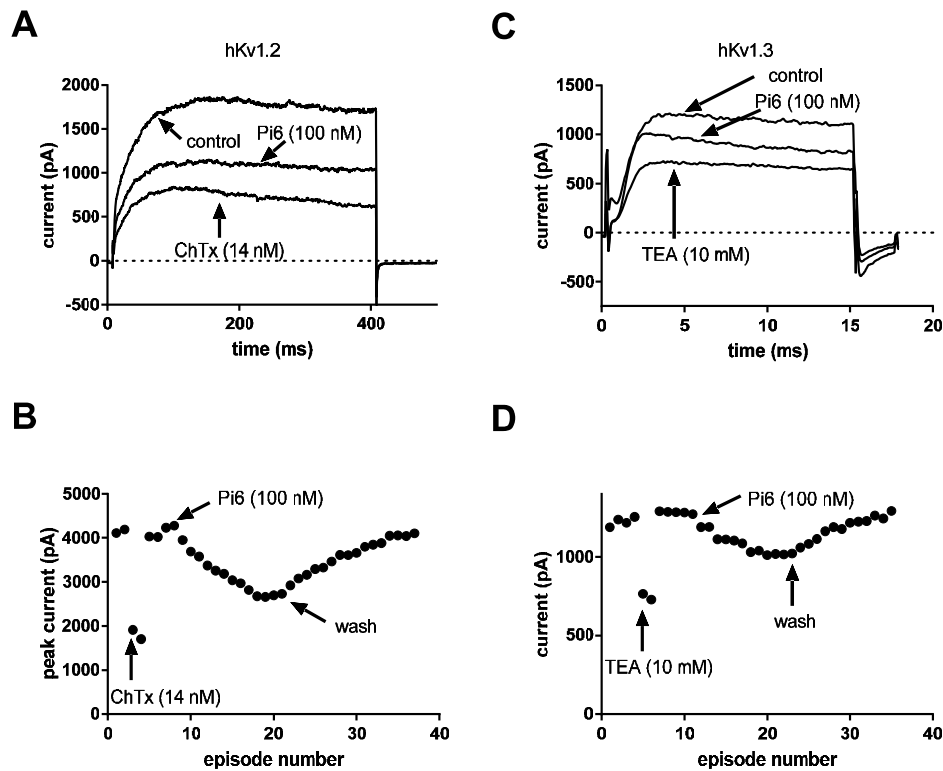 A
hKv1.2
2000
1500
1000
500
0
-500
current (pA)
control
Pi6 (100 nM)
ChTx (14 nM)
0
200
400
time (ms)
C
hKv1.3
1500
1000
500
0
-500
current (pA)
control
Pi6 (100 nM)
TEA (10 mM)
0
5
10
15
20
time (ms)
B
5000
4000
3000
2000
1000
0
peak current (pA)
Pi6 (100 nM)
wash
ChTx (14 nM)
0
10
20
30
40
episode number
D
1000
500
0
current (pA)
Pi6 (100 nM)
wash
TEA (10 mM)
0
10
20
30
40
episode number